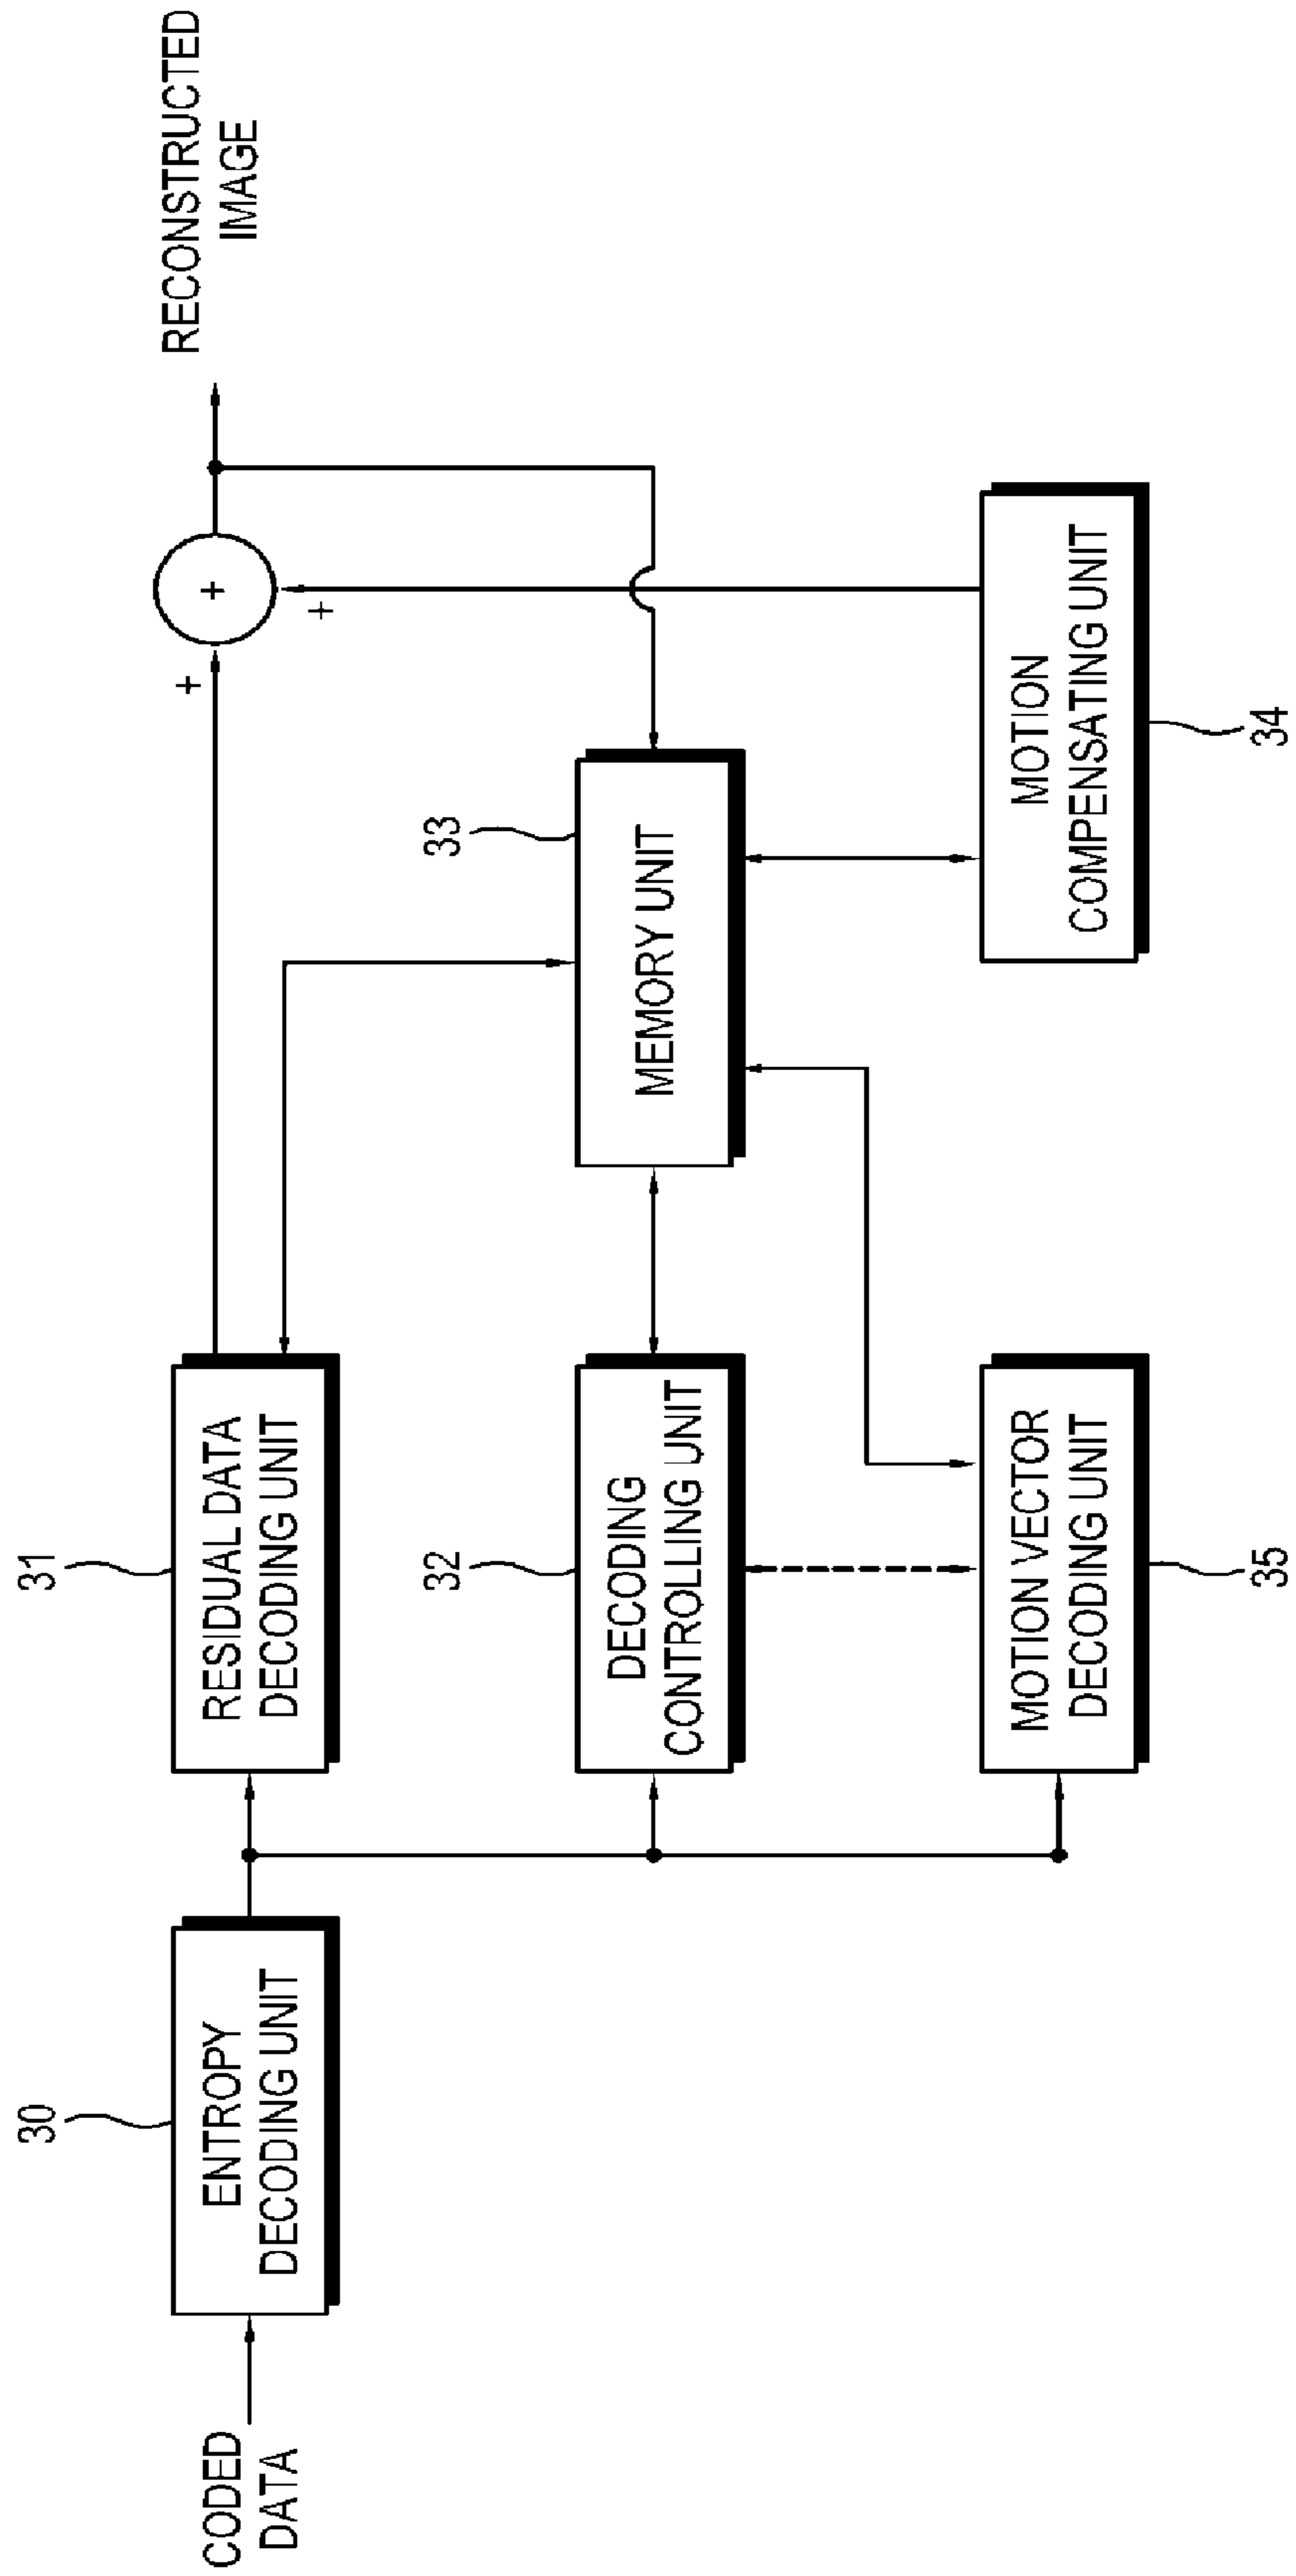 CODED
DATA
30
ENTROPY
DECODING UNIT
31
RESIDUAL DATA
DECODING UNIT
32
DECODING
CONTROLLING UNIT
MOTION VECTOR
DECODING UNIT
35
33
MEMORY UNIT
MOTION
COMPENSATING UNIT
34
+
+
+
RECONSTRUCTED
IMAGE